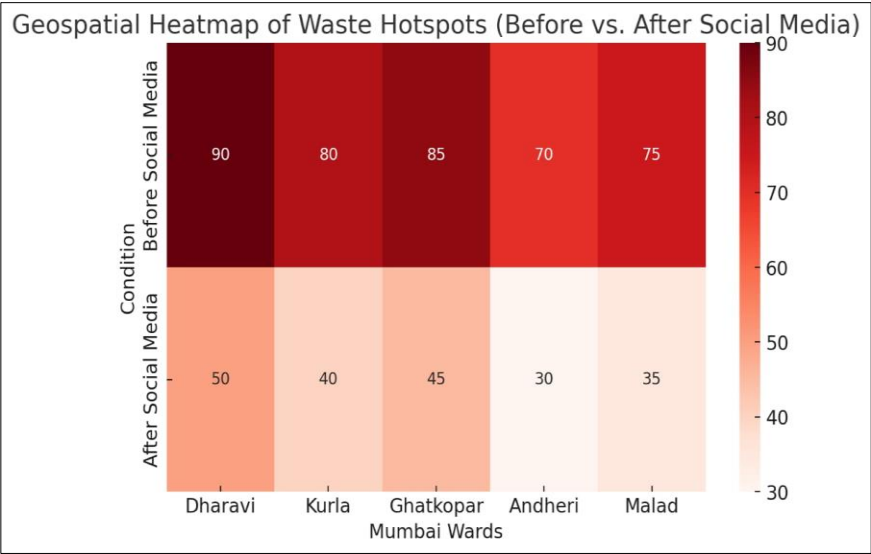 Geospatial Heatmap of Waste Hotspots (Before vs. After Social Media)
Condition
Before Social Media
90 80 85 70 75
After Social Media
50 40 45 30 35
Dharavi Kurla Ghatkopar Andheri Malad
Mumbai Wards
90
80
70
60
50
40
30